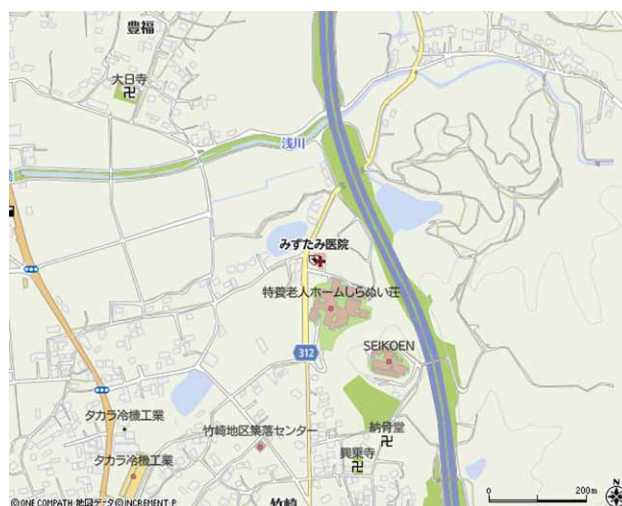 豊福
大日寺
浅川
みずたみ医院
特養老人ホームしらぬい荘
312
SEIKOEN
タカラ冷機工業
竹崎地区集落センター
納骨堂
タカラ冷機工業
興乗寺
竹崎
0 200m
N
©ONE COMPATH 地図データ©INCREMENT P